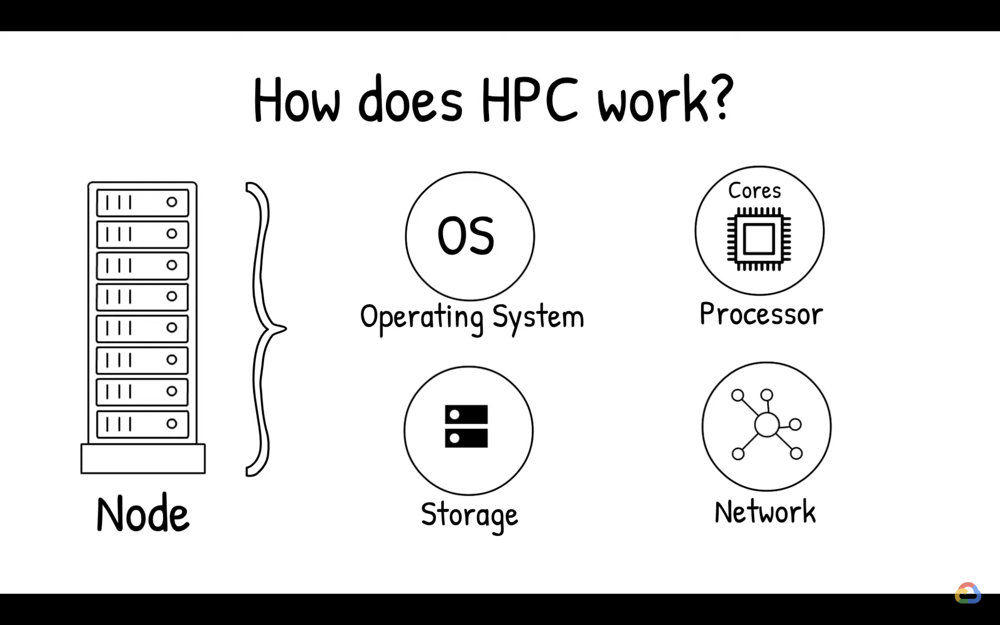 How does HPC work?
OS
Operating System
Cores
Processor
Node
Storage
Network